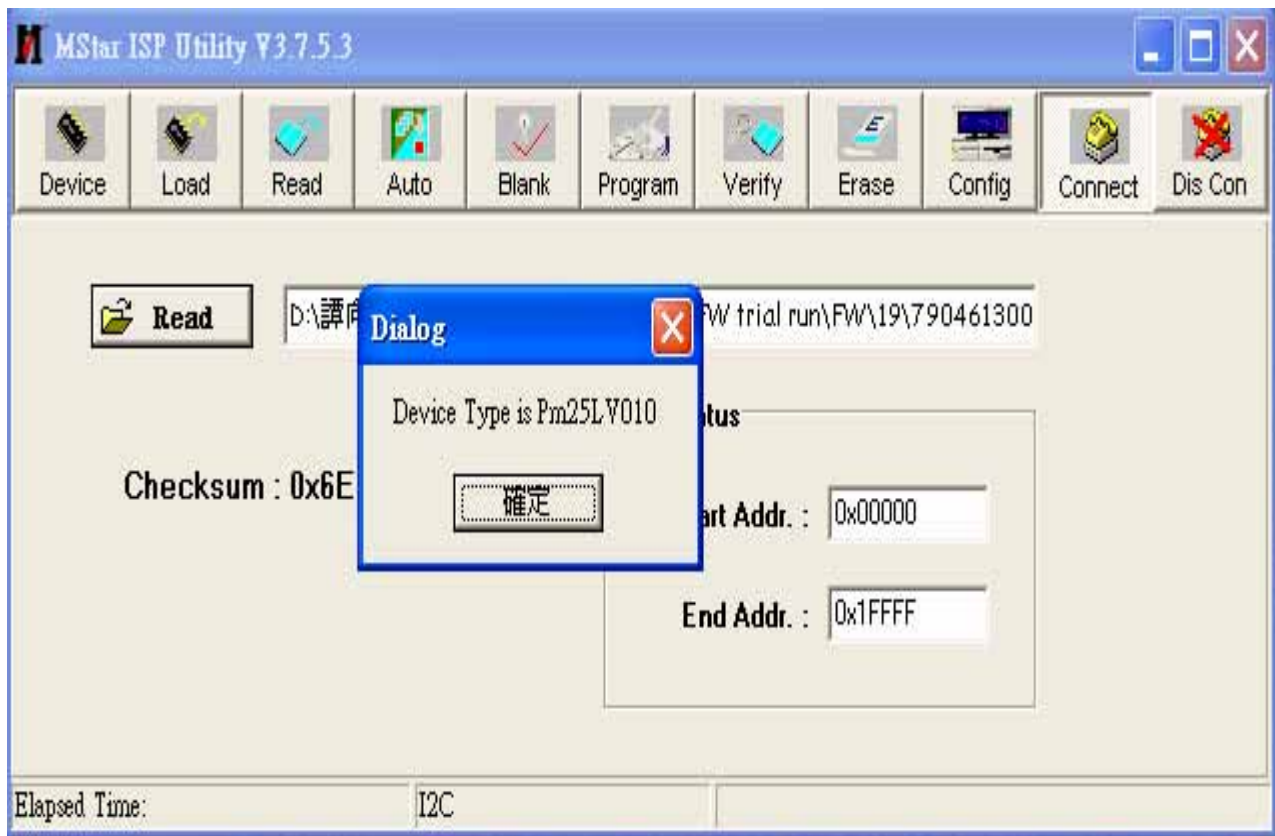 MStar ISP Utility V3.7.5.3
Device Load Read Auto Blank Program Verify Erase Config Connect Dis Con
Read D:\譚 FW trial run\FW\19\790461300
Dialog
Device Type is Pm25LV010
tus
Checksum : 0x6E
確定
art Addr. : 0x00000
End Addr. : 0x1FFFF
Elapsed Time: I2C